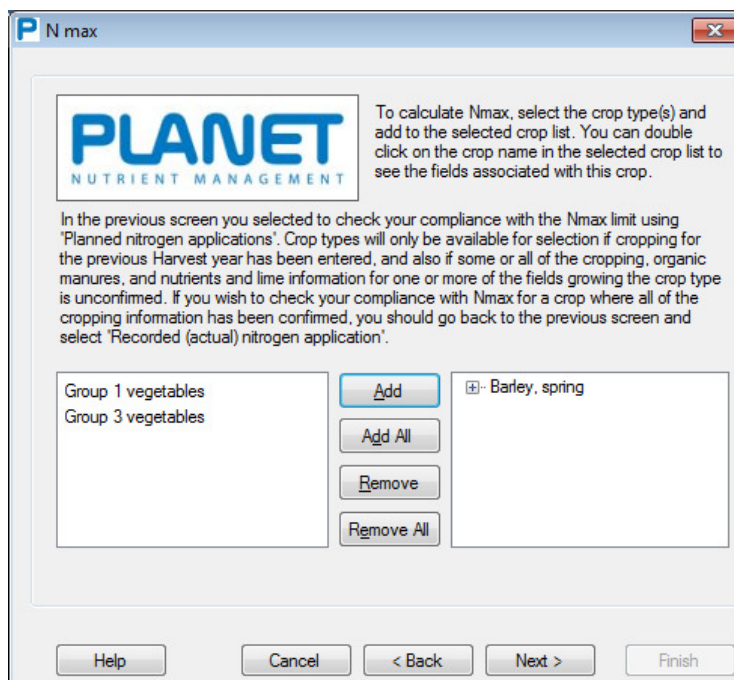 P N max
PLANET
NUTRIENT MANAGEMENT
To calculate Nmax, select the crop type(s) and
add to the selected crop list. You can double
click on the crop name in the selected crop list to
see the fields associated with this crop.
In the previous screen you selected to check your compliance with the Nmax limit using
'Planned nitrogen applications'. Crop types will only be available for selection if cropping for
the previous Harvest year has been entered, and also if some or all of the cropping, organic
manures, and nutrients and lime information for one or more of the fields growing the crop type
is unconfirmed. If you wish to check your compliance with Nmax for a crop where all of the
cropping information has been confirmed, you should go back to the previous screen and
select 'Recorded (actual) nitrogen application'.
Group 1 vegetables
Group 3 vegetables
Add
Add All
Remove
Remove All
Barley, spring
Help
Cancel
< Back
Next >
Finish